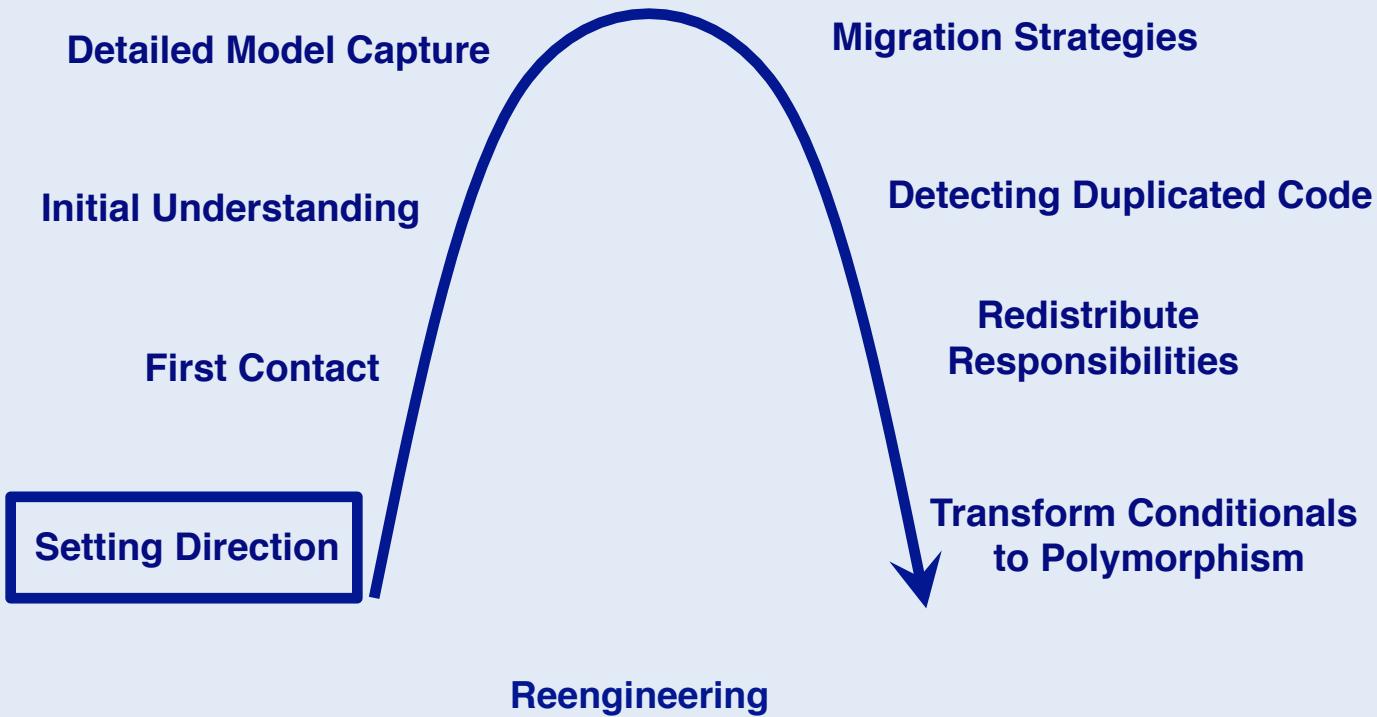 Detailed Model Capture
Migration Strategies
Initial Understanding
Detecting Duplicated Code
First Contact
Redistribute
Responsibilities
Setting Direction
Transform Conditionals
to Polymorphism
Reengineering